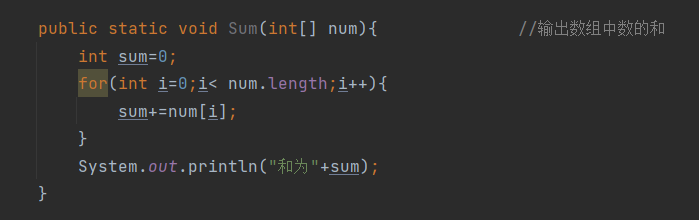 public static void Sum(int[] num){ //输出数组中数的和
int sum=0;
for(int i=0;i< num.length;i++){
sum+=num[i];
}
System.out.println("和为"+sum);
}